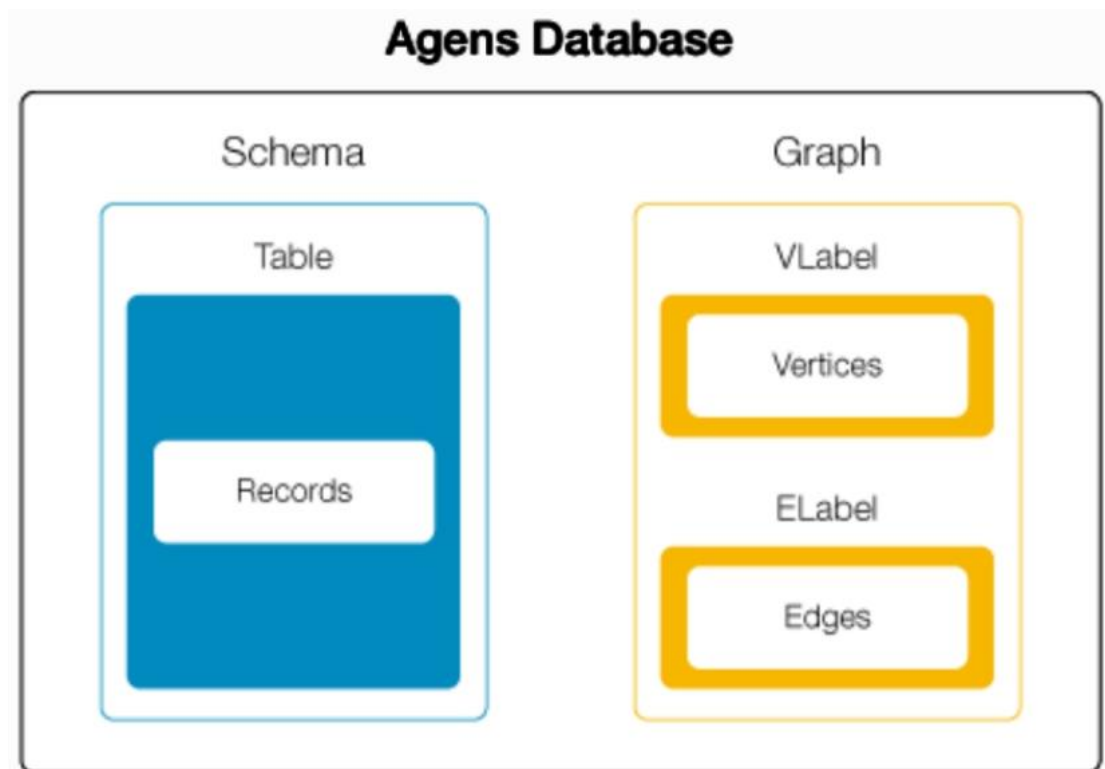 Agens Database
Schema
Graph
Table
Records
VLabel
Vertices
ELabel
Edges